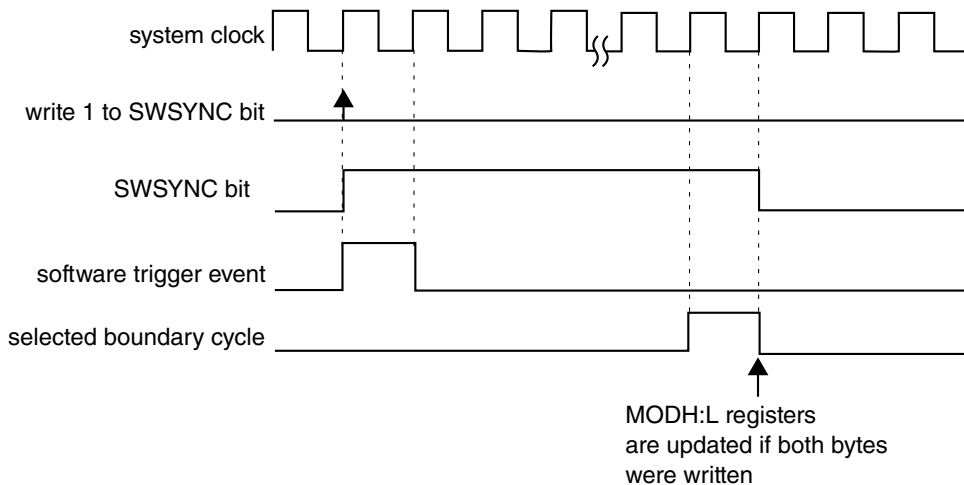 system clock
write 1 to SWSYNC bit
SWSYNC bit
software trigger event
selected boundary cycle
MODH:L registers
are updated if both bytes
were written